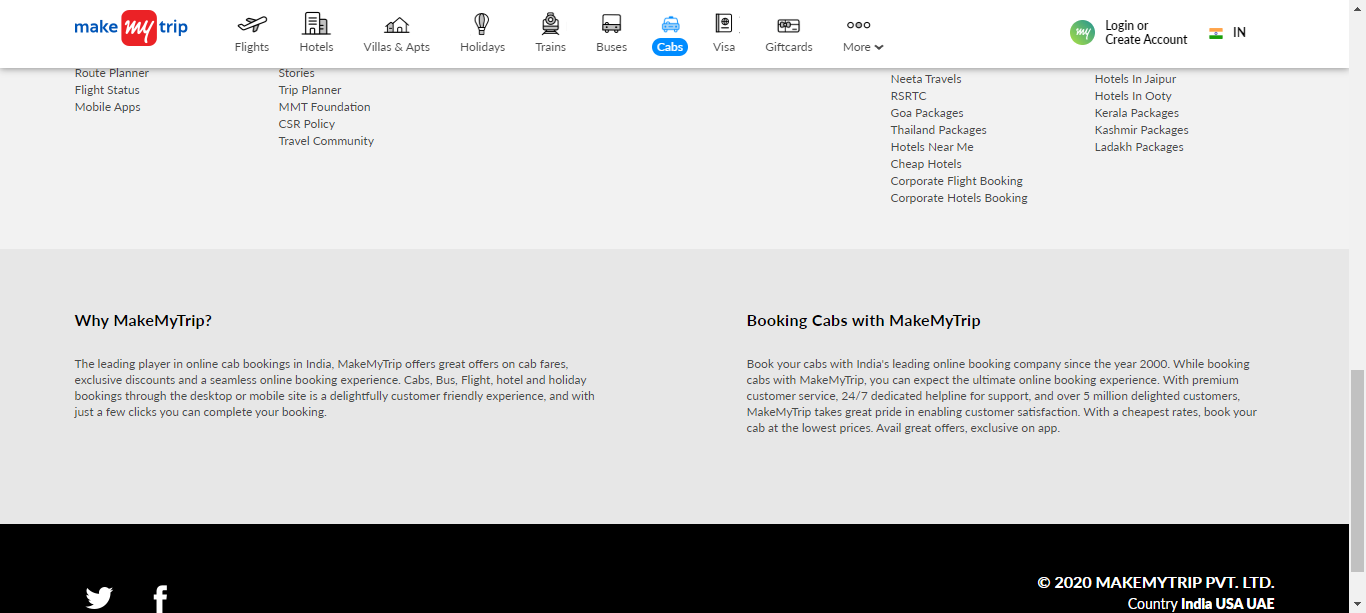 make my trip
Flights
Hotels
Villas & Apts
Holidays
Trains
Buses
Cabs
Visa
Giftcards
More
my
Login or
Create Account
IN
Route Planner
Flight Status
Mobile Apps
Stories
Trip Planner
MMT Foundation
CSR Policy
Travel Community
Neeta Travels
RSRTC
Goa Packages
Thailand Packages
Hotels Near Me
Cheap Hotels
Corporate Flight Booking
Corporate Hotels Booking
Hotels In Jaipur
Hotels In Ooty
Kerala Packages
Kashmir Packages
Ladakh Packages
Why MakeMyTrip?
The leading player in online cab bookings in India, MakeMyTrip offers great offers on cab fares,
exclusive discounts and a seamless online booking experience. Cabs, Bus, Flight, hotel and holiday
bookings through the desktop or mobile site is a delightfully customer friendly experience, and with
just a few clicks you can complete your booking.
Booking Cabs with MakeMyTrip
Book your cabs with India's leading online booking company since the year 2000. While booking
cabs with MakeMyTrip, you can expect the ultimate online booking experience. With premium
customer service, 24/7 dedicated helpline for support, and over 5 million delighted customers,
MakeMyTrip takes great pride in enabling customer satisfaction. With a cheapest rates, book your
cab at the lowest prices. Avail great offers, exclusive on app.
© 2020 MAKEMYTRIP PVT. LTD.
Country India USA UAE